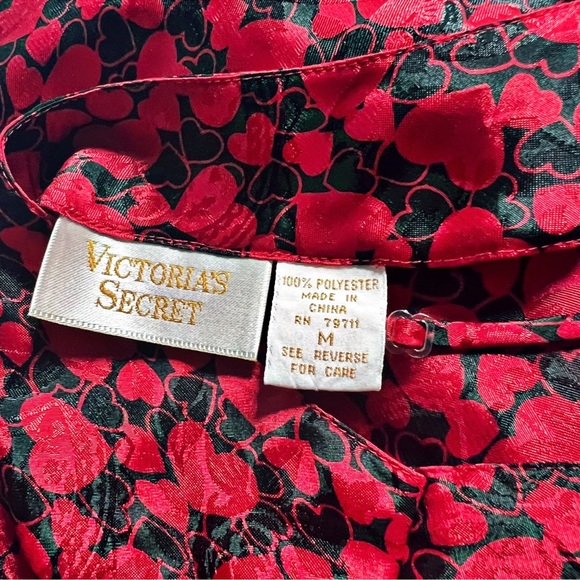 VICTORIA'S
SECRET
100% POLYESTER
MADE IN
CHINA
RN 79711
M
SEE REVERSE
FOR CARE